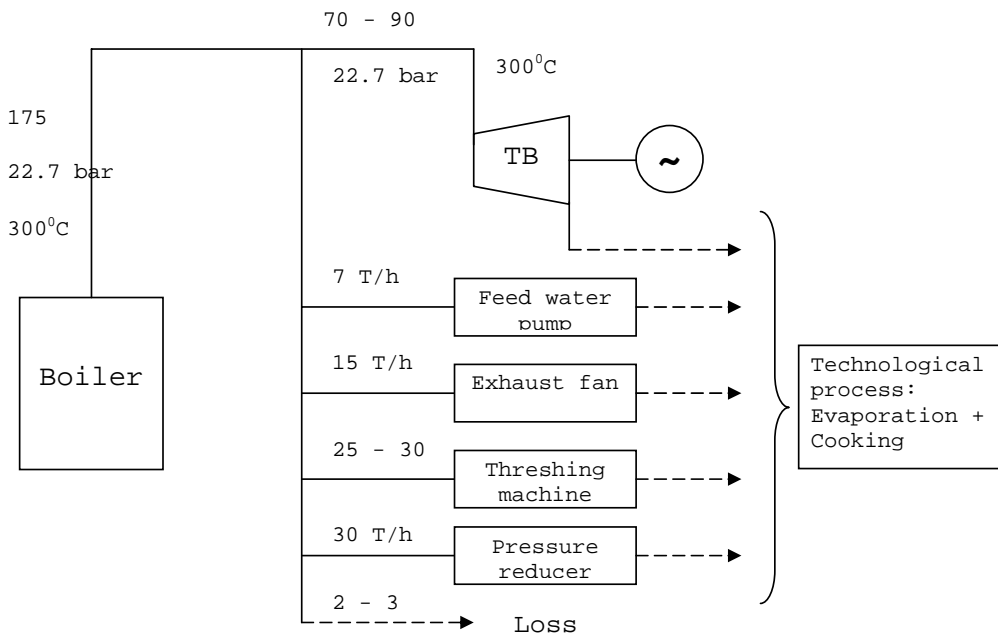 70 - 90
22.7 bar
300⁰C
175
22.7 bar
300⁰C
TB
~
7 T/h
Feed water
pump
Boiler
15 T/h
Exhaust fan
Technological
process:
Evaporation +
Cooking
25 - 30
Threshing
machine
30 T/h
Pressure
reducer
2 - 3
Loss